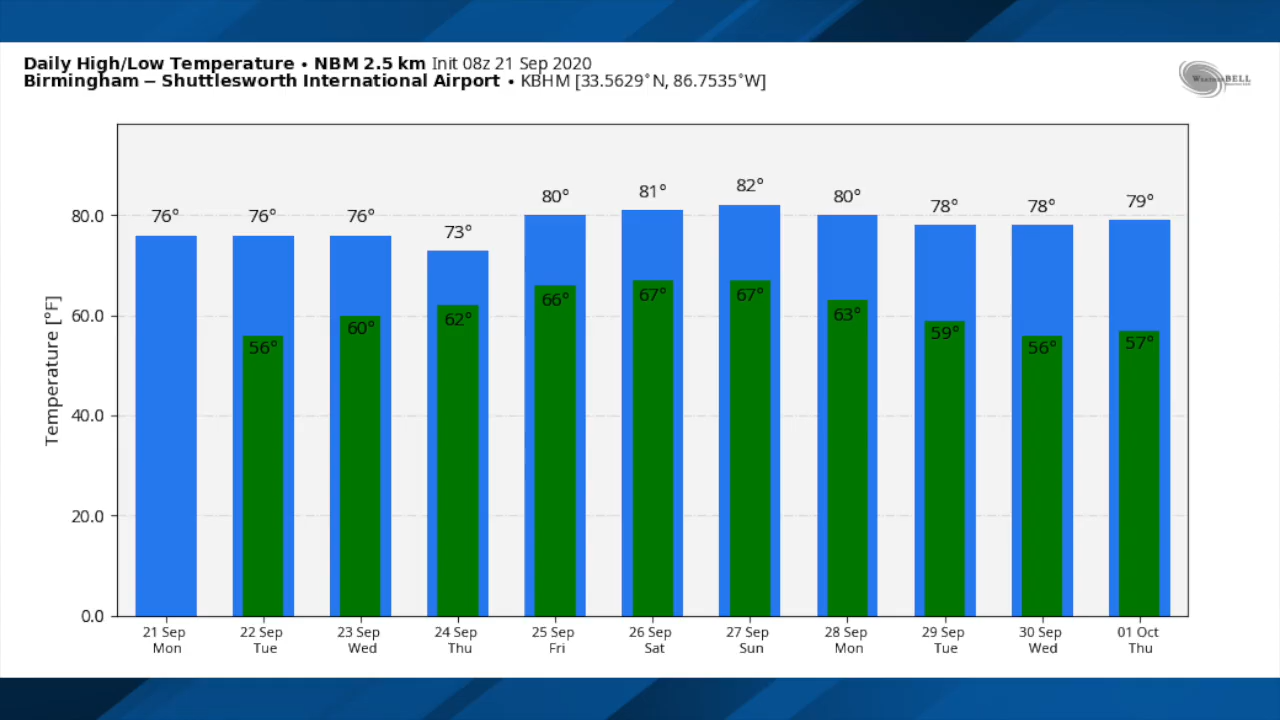 Daily High/Low Temperature • NBM 2.5 km Init 08z 21 Sep 2020
Birmingham – Shuttlesworth International Airport • KBHM [33.5629°N, 86.7535°W]
WeatherBELL
Temperature [°F]
80.0
60.0
40.0
20.0
0.0
76° 76° 76° 73° 80° 81° 82° 80° 78° 78° 79°
56° 60° 62° 66° 67° 67° 63° 59° 56° 57°
21 Sep 22 Sep 23 Sep 24 Sep 25 Sep 26 Sep 27 Sep 28 Sep 29 Sep 30 Sep 01 Oct
Mon Tue Wed Thu Fri Sat Sun Mon Tue Wed Thu